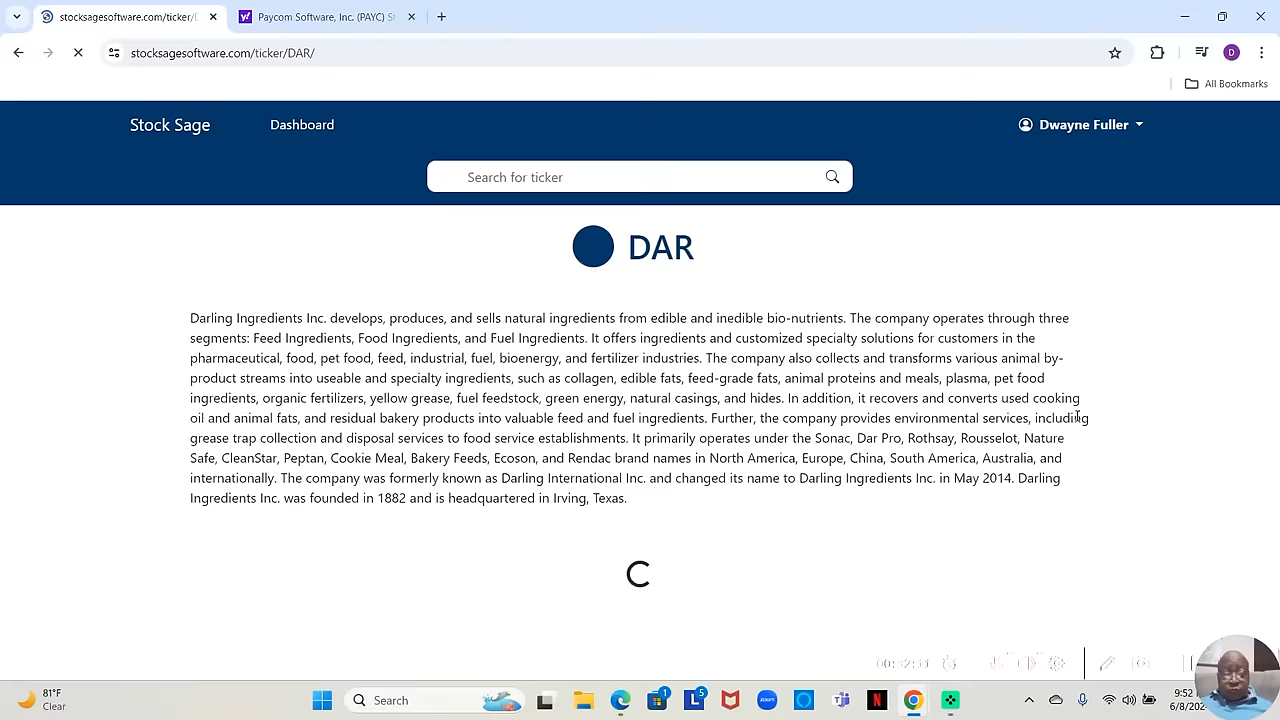 stocksagesoftware.com/ticker/D
Paycom Software, Inc. (PAYC) St
stocksagesoftware.com/ticker/DAR/
D
All Bookmarks
Stock Sage
Dashboard
Dwayne Fuller
Search for ticker
DAR
Darling Ingredients Inc. develops, produces, and sells natural ingredients from edible and inedible bio-nutrients. The company operates through three
segments: Feed Ingredients, Food Ingredients, and Fuel Ingredients. It offers ingredients and customized specialty solutions for customers in the
pharmaceutical, food, pet food, feed, industrial, fuel, bioenergy, and fertilizer industries. The company also collects and transforms various animal by-
product streams into useable and specialty ingredients, such as collagen, edible fats, feed-grade fats, animal proteins and meals, plasma, pet food
ingredients, organic fertilizers, yellow grease, fuel feedstock, green energy, natural casings, and hides. In addition, it recovers and converts used cooking
oil and animal fats, and residual bakery products into valuable feed and fuel ingredients. Further, the company provides environmental services, including
grease trap collection and disposal services to food service establishments. It primarily operates under the Sonac, Dar Pro, Rothsay, Rousselot, Nature
Safe, CleanStar, Peptan, Cookie Meal, Bakery Feeds, Ecoson, and Rendac brand names in North America, Europe, China, South America, Australia, and
internationally. The company was formerly known as Darling International Inc. and changed its name to Darling Ingredients Inc. in May 2014. Darling
Ingredients Inc. was founded in 1882 and is headquartered in Irving, Texas.
81°F
Clear
Search
1
5
zoom
9:52
6/8/202